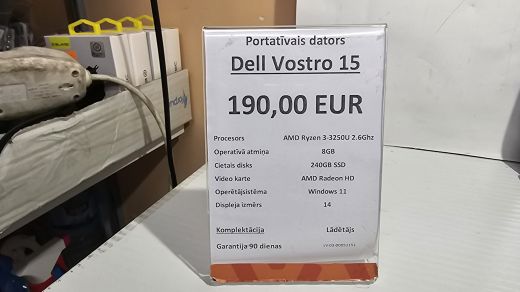 Portatīvais dators
Dell Vostro 15
190,00 EUR
Procesors AMD Ryzen 3-3250U 2.6Ghz
Operatīvā atmiņa 8GB
Cietais disks 240GB SSD
Video karte AMD Radeon HD
Operētājsistēma Windows 11
Displeja izmērs 14
Komplektācija Lādētājs
Garantija 90 dienas